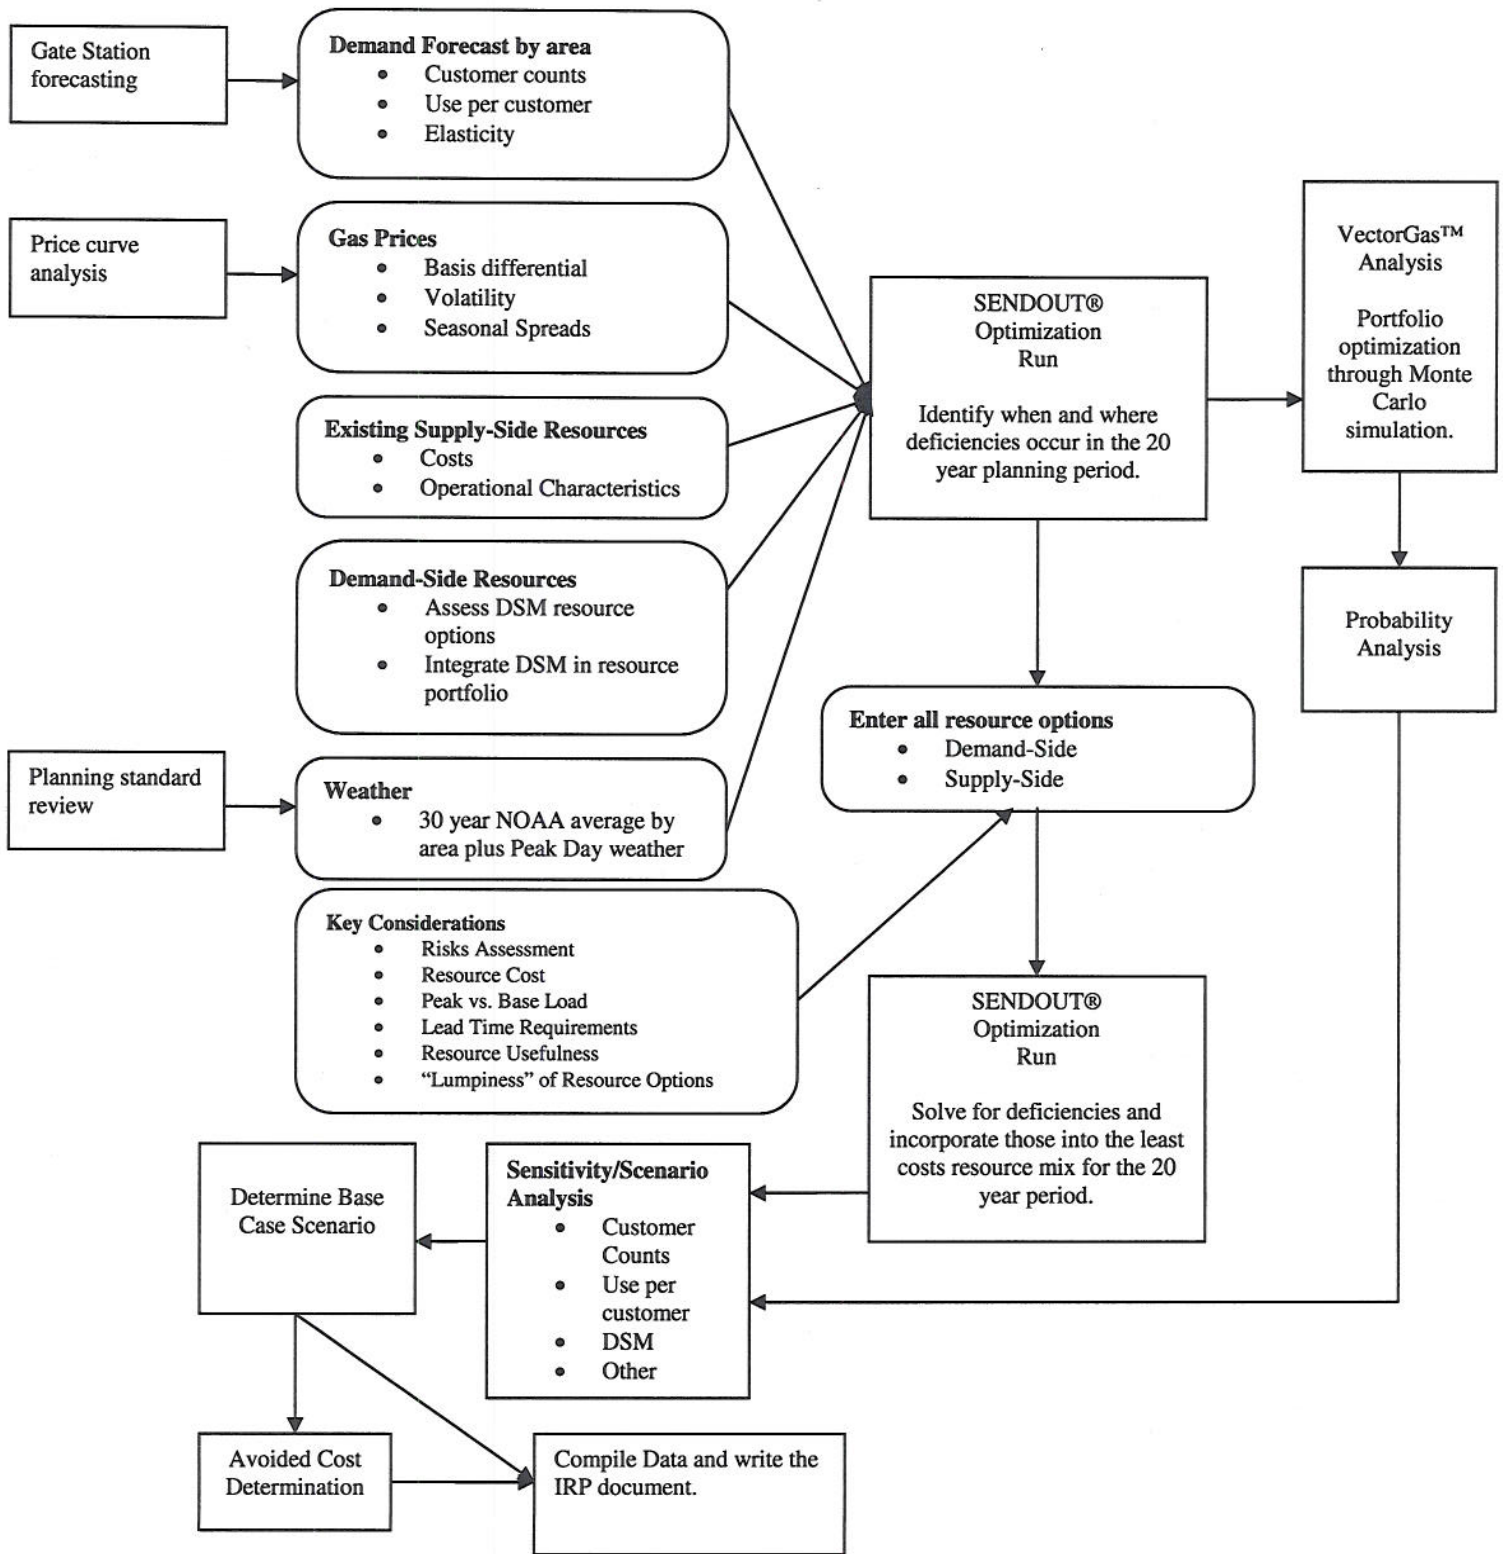 Gate Station
forecasting
Demand Forecast by area
• Customer counts
• Use per customer
• Elasticity
Price curve
analysis
Gas Prices
• Basis differential
• Volatility
• Seasonal Spreads
Existing Supply-Side Resources
• Costs
• Operational Characteristics
Demand-Side Resources
• Assess DSM resource
options
• Integrate DSM in resource
portfolio
Planning standard
review
Weather
• 30 year NOAA average by
area plus Peak Day weather
Key Considerations
• Risks Assessment
• Resource Cost
• Peak vs. Base Load
• Lead Time Requirements
• Resource Usefulness
• “Lumpiness” of Resource Options
SENDOUT®
Optimization
Run
Identify when and where
deficiencies occur in the 20
year planning period.
VectorGas™
Analysis
Portfolio
optimization
through Monte
Carlo
simulation.
Probability
Analysis
Enter all resource options
• Demand-Side
• Supply-Side
SENDOUT®
Optimization
Run
Solve for deficiencies and
incorporate those into the least
costs resource mix for the 20
year period.
Sensitivity/Scenario
Analysis
• Customer
Counts
• Use per
customer
• DSM
• Other
Determine Base
Case Scenario
Avoided Cost
Determination
Compile Data and write the
IRP document.